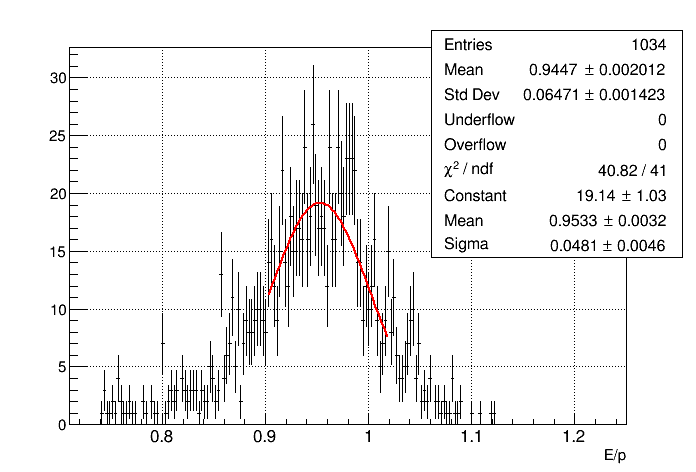 Entries 1034
Mean 0.9447 ± 0.002012
Std Dev 0.06471 ± 0.001423
Underflow 0
Overflow 0
χ² / ndf 40.82 / 41
Constant 19.14 ± 1.03
Mean 0.9533 ± 0.0032
Sigma 0.0481 ± 0.0046
30
25
20
15
10
5
0
0.8 0.9 1 1.1 1.2
E/p